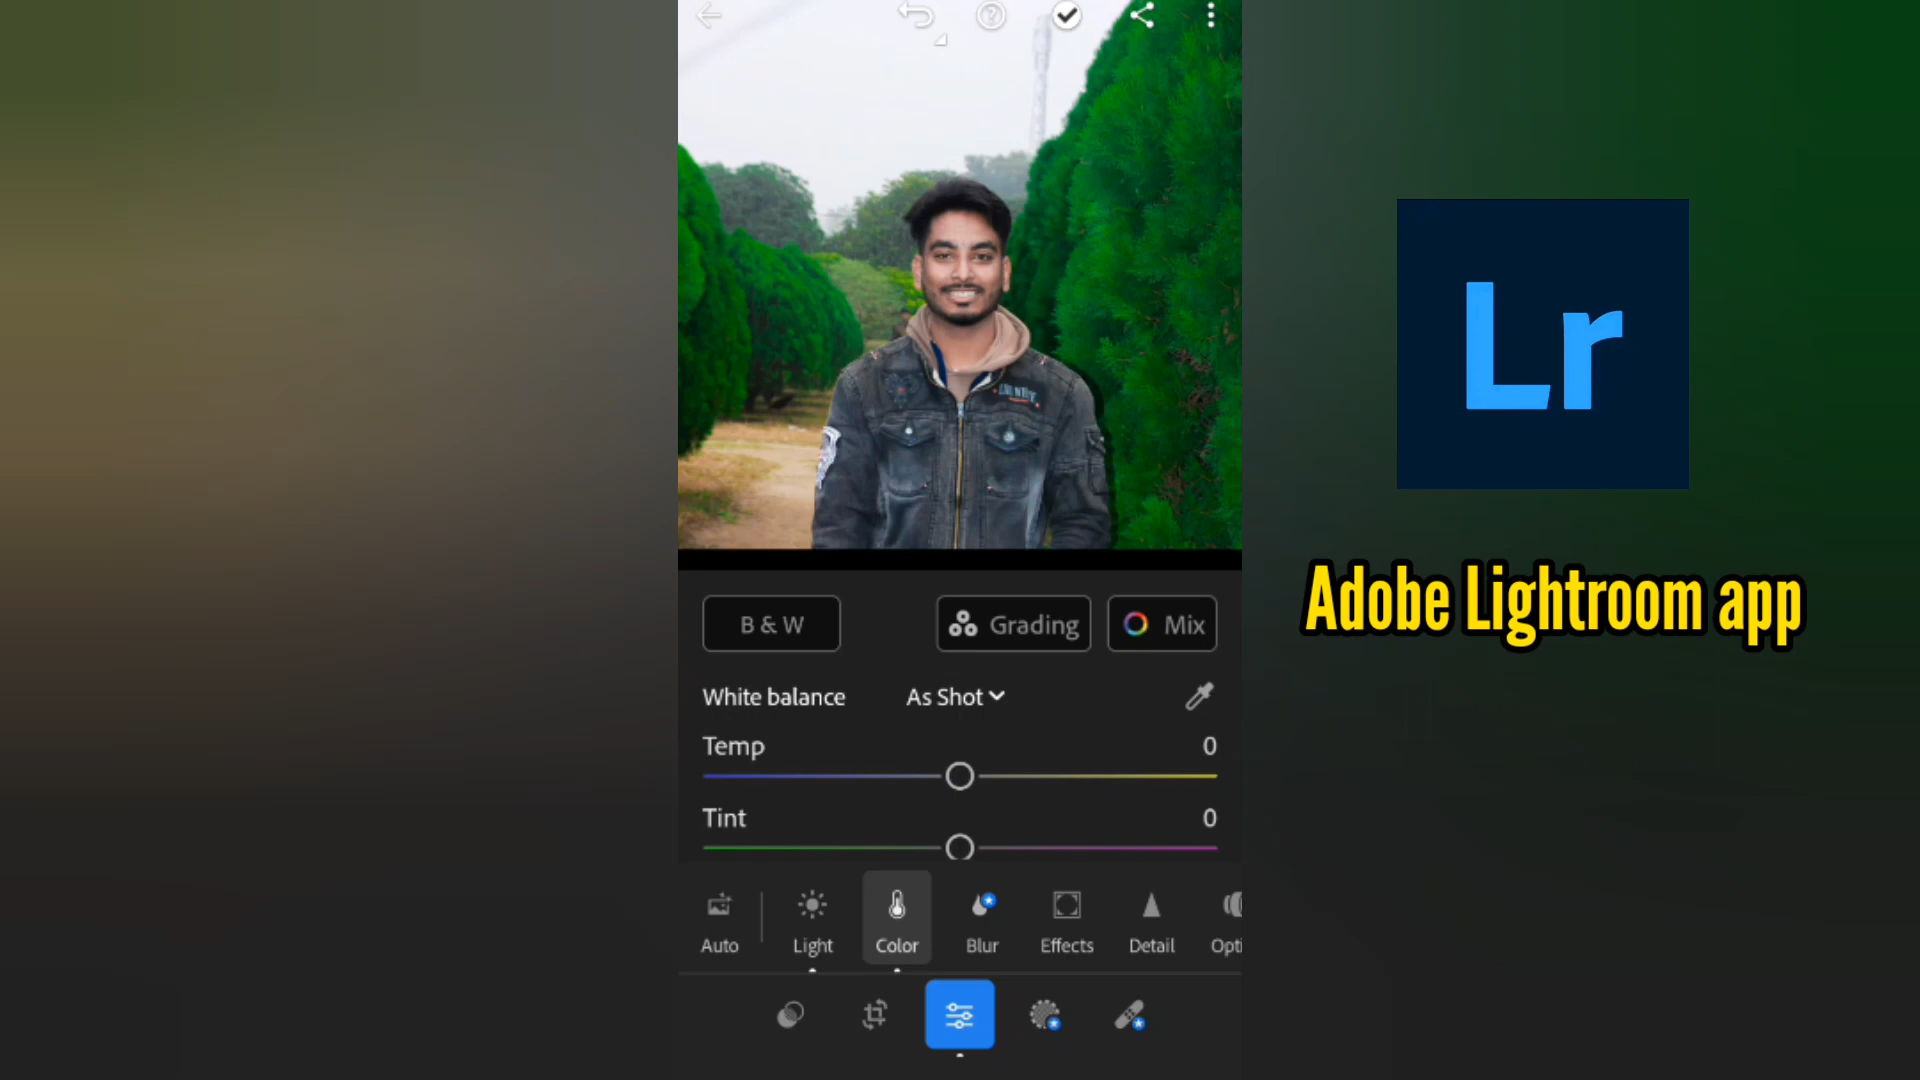 Lr
Adobe Lightroom app
B & W
Grading
Mix
White balance
As Shot
Temp
0
Tint
0
Auto
Light
Color
Blur
Effects
Detail
Opti